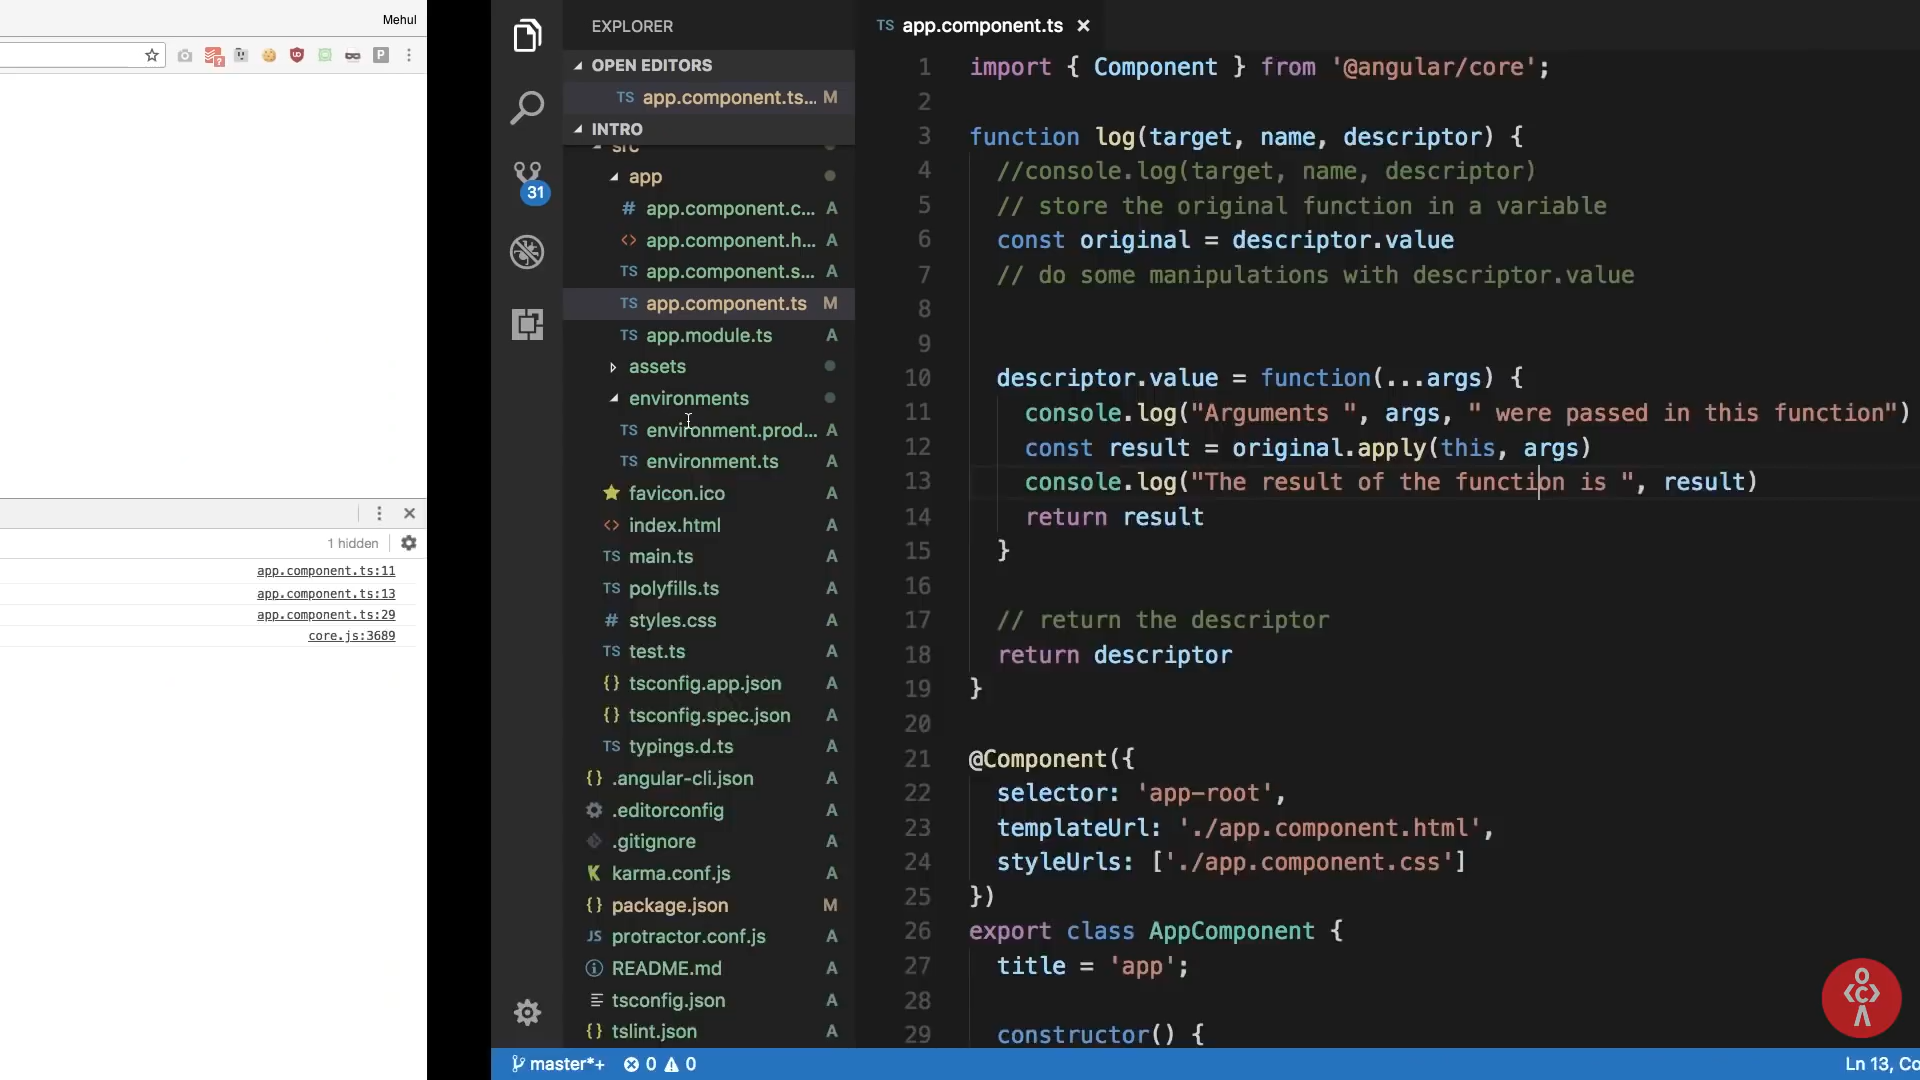 Mehul
1 hidden
app.component.ts:11
app.component.ts:13
app.component.ts:29
core.js:3689
31
EXPLORER
OPEN EDITORS
TS app.component.ts... M
INTRO
src
app
# app.component.c... A
<> app.component.h... A
TS app.component.s... A
TS app.component.ts M
TS app.module.ts A
assets
environments
TS environment.prod... A
TS environment.ts A
favicon.ico A
<> index.html A
TS main.ts A
TS polyfills.ts A
# styles.css A
TS test.ts A
{} tsconfig.app.json A
{} tsconfig.spec.json A
TS typings.d.ts A
{} .angular-cli.json A
.editorconfig A
.gitignore A
K karma.conf.js A
{} package.json M
JS protractor.conf.js A
README.md A
tsconfig.json A
{} tslint.json A
TS app.component.ts
1 import { Component } from '@angular/core';
2
3 function log(target, name, descriptor) {
4 //console.log(target, name, descriptor)
5 // store the original function in a variable
6 const original = descriptor.value
7 // do some manipulations with descriptor.value
8
9
10 descriptor.value = function(...args) {
11 console.log("Arguments ", args, " were passed in this function")
12 const result = original.apply(this, args)
13 console.log("The result of the function is ", result)
14 return result
15 }
16
17 // return the descriptor
18 return descriptor
19 }
20
21 @Component({
22 selector: 'app-root',
23 templateUrl: './app.component.html',
24 styleUrls: ['./app.component.css']
25 })
26 export class AppComponent {
27 title = 'app';
28
29 constructor() {
master*+ 0 0
Ln 13, Co